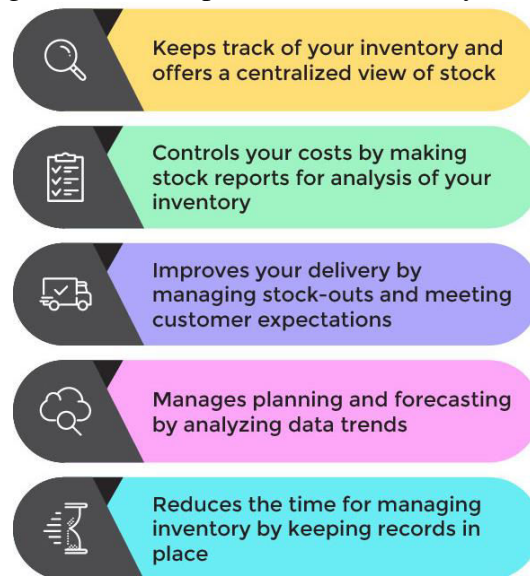 Keeps track of your inventory and
offers a centralized view of stock
Controls your costs by making
stock reports for analysis of your
inventory
Improves your delivery by
managing stock-outs and meeting
customer expectations
Manages planning and forecasting
by analyzing data trends
Reduces the time for managing
inventory by keeping records in
place